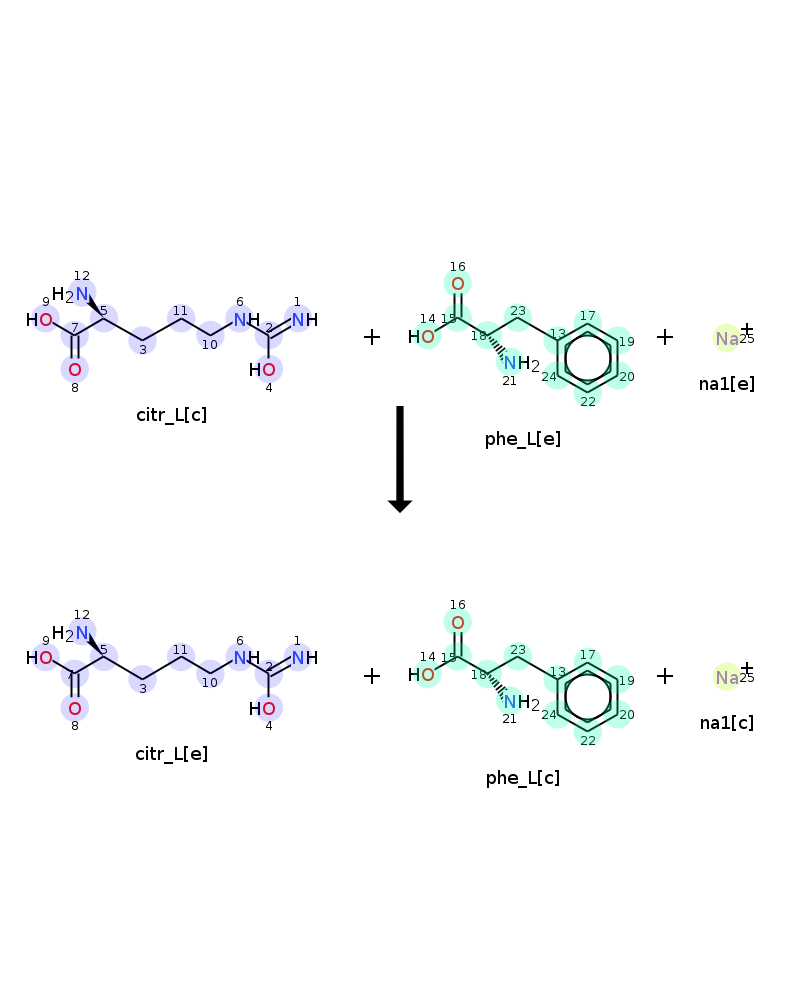 12
H2N
9
HO
7
5
O
8
3
11
10
6
NH
2
1
NH
HO
4
citr_L[c]
+
16
O
14
HO
15
18
23
NH2
21
13
17
19
20
22
24
phe_L[e]
+
Na+
25
na1[e]
12
H2N
9
HO
7
5
O
8
3
11
10
6
NH
2
1
NH
HO
4
citr_L[e]
+
16
O
14
HO
15
18
23
NH2
21
13
17
19
20
22
24
phe_L[c]
+
Na+
25
na1[c]